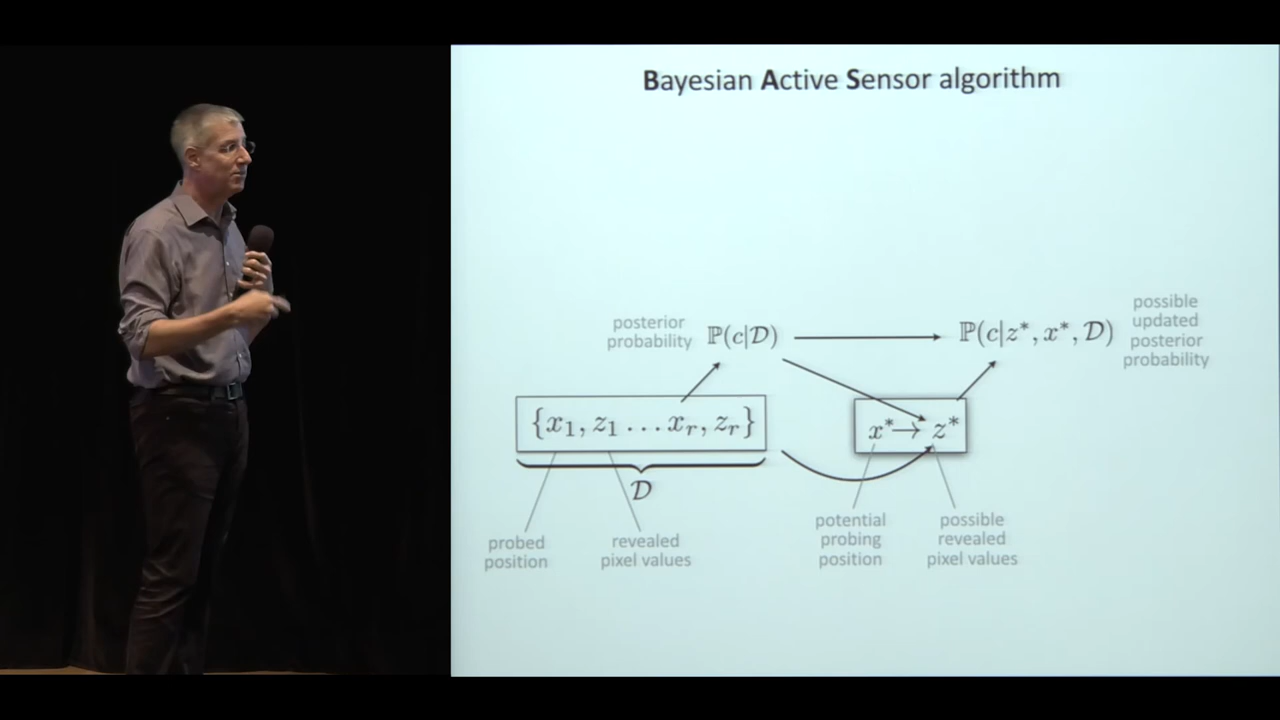 Bayesian Active Sensor algorithm
posterior
probability
ℙ(c|𝒟)
ℙ(c|z*, x*, 𝒟)
possible
updated
posterior
probability
{x₁, z₁ … xᵣ, zᵣ}
x* → z*
𝒟
probed
position
revealed
pixel values
potential
probing
position
possible
revealed
pixel values